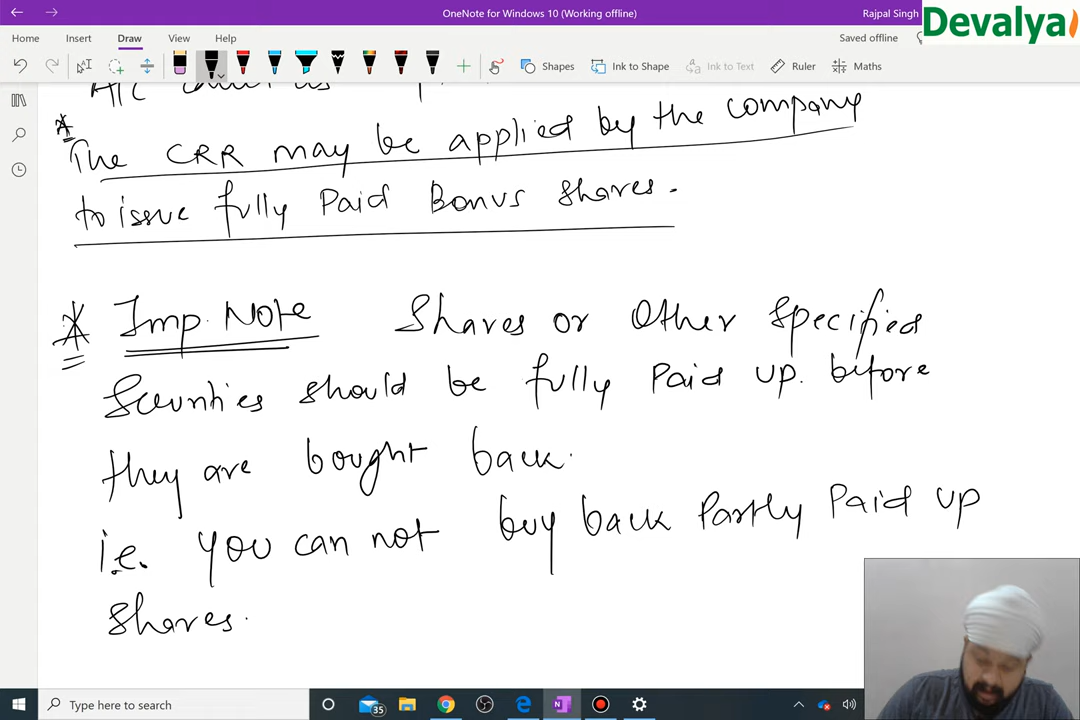 OneNote for Windows 10 (Working offline)
Rajpal Singh
Devalya
Home Insert Draw View Help
Saved offline
Shapes Ink to Shape Ink to Text Ruler Maths
A/c
* The CRR may be applied by the company
to issue fully Paid Bonus shares.
* Imp. Note Shares or Other specified
Securities should be fully Paid up. before
they are bought back.
i.e. you can not buy back Partly Paid up
shares.
Type here to search
35